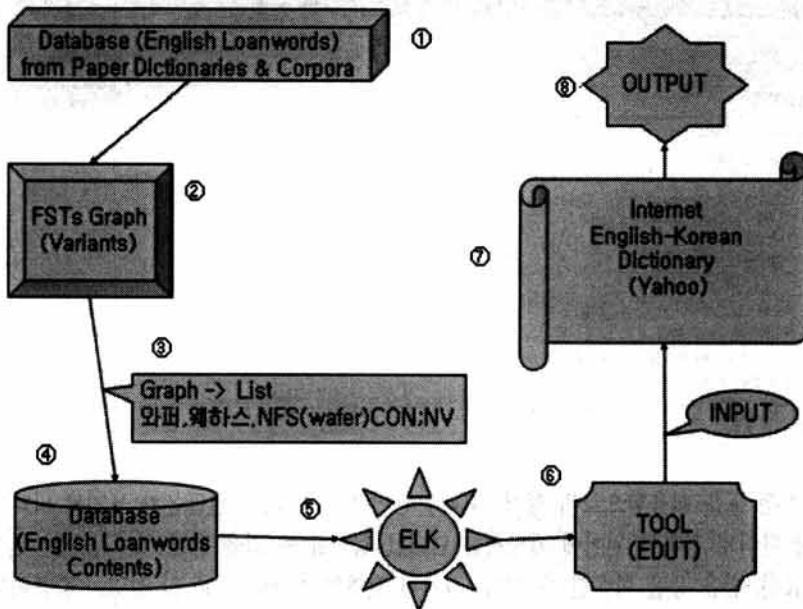 Database (English Loanwords)
from Paper Dictionaries & Corpora
①
②
FSTs Graph
(Variants)
③
Graph -> List
와퍼,웨하스,NFS(wafer)CON;NV
④
Database
(English Loanwords
Contents)
⑤
ELK
⑥
TOOL
(EDUT)
INPUT
⑦
Internet
English-Korean
Dictionary
(Yahoo)
⑧
OUTPUT